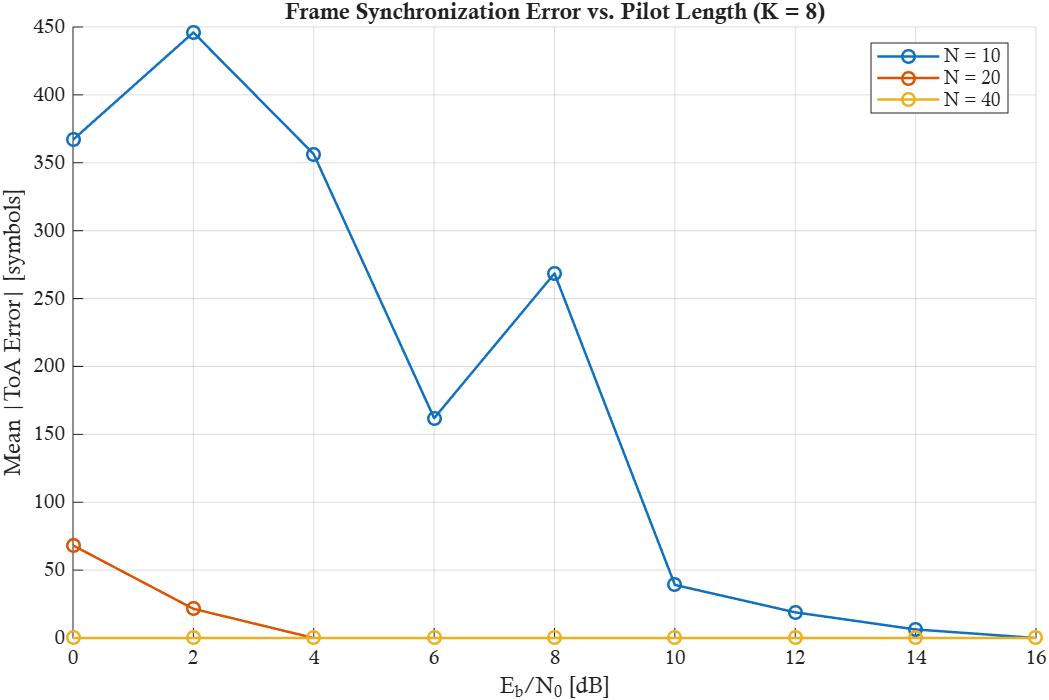 Frame Synchronization Error vs. Pilot Length (K = 8)
N = 10
N = 20
N = 40
Mean |ToA Error| [symbols]
450
400
350
300
250
200
150
100
50
0
0 2 4 6 8 10 12 14 16
E_b/N_0 [dB]